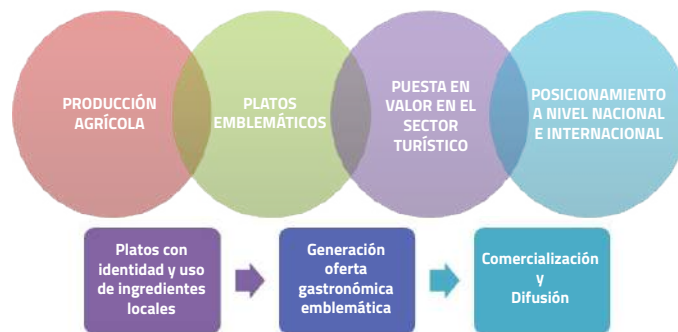 PRODUCCIÓN
AGRÍCOLA
PLATOS
EMBLEMÁTICOS
PUESTA EN
VALOR EN EL
SECTOR
TURÍSTICO
POSICIONAMIENTO
A NIVEL NACIONAL
E INTERNACIONAL
Platos con
identidad y uso
de ingredientes
locales
Generación
oferta
gastronómica
emblemática
Comercialización
y
Difusión